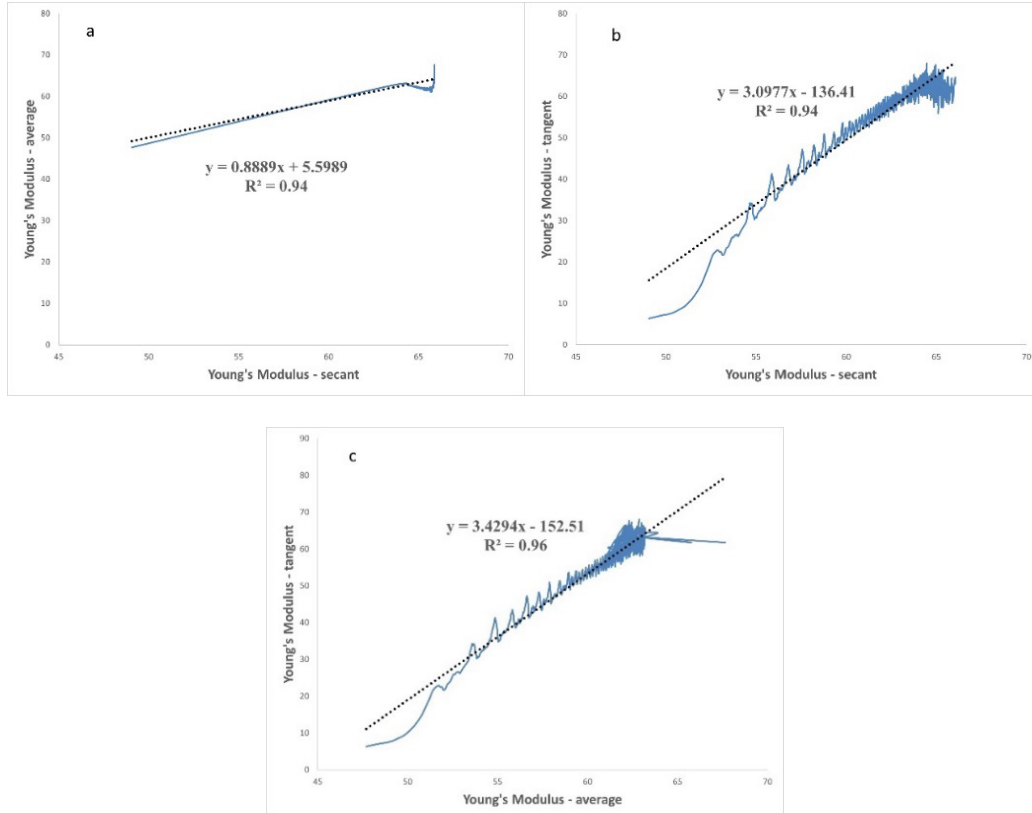 a
80
70
60
50
40
30
20
10
0
Young's Modulus - average
y = 0.8889x + 5.5989
R² = 0.94
45 50 55 60 65 70
Young's Modulus - secant
b
80
70
60
50
40
30
20
10
0
Young's Modulus - tangent
y = 3.0977x - 136.41
R² = 0.94
45 50 55 60 65 70
Young's Modulus - secant
c
90
80
70
60
50
40
30
20
10
0
Young's Modulus - tangent
y = 3.4294x - 152.51
R² = 0.96
45 50 55 60 65 70
Young's Modulus - average